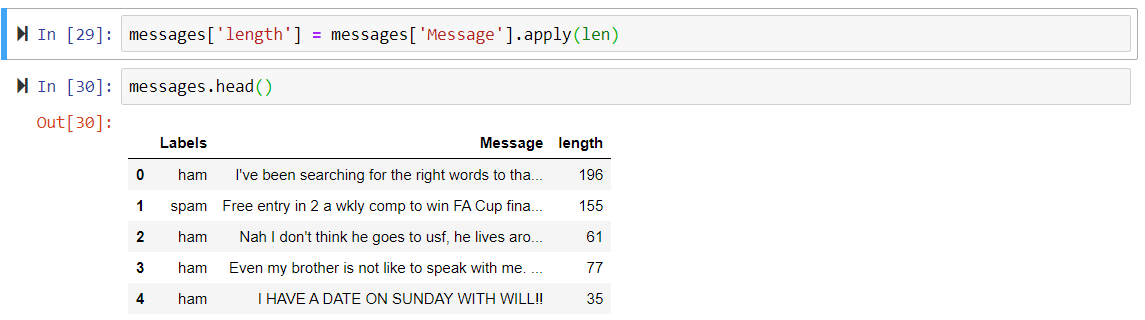 In [29]: messages['length'] = messages['Message'].apply(len)
In [30]: messages.head()
Out[30]:
Labels Message length
0 ham I've been searching for the right words to tha... 196
1 spam Free entry in 2 a wkly comp to win FA Cup fina... 155
2 ham Nah I don't think he goes to usf, he lives aro... 61
3 ham Even my brother is not like to speak with me. ... 77
4 ham I HAVE A DATE ON SUNDAY WITH WILL!! 35